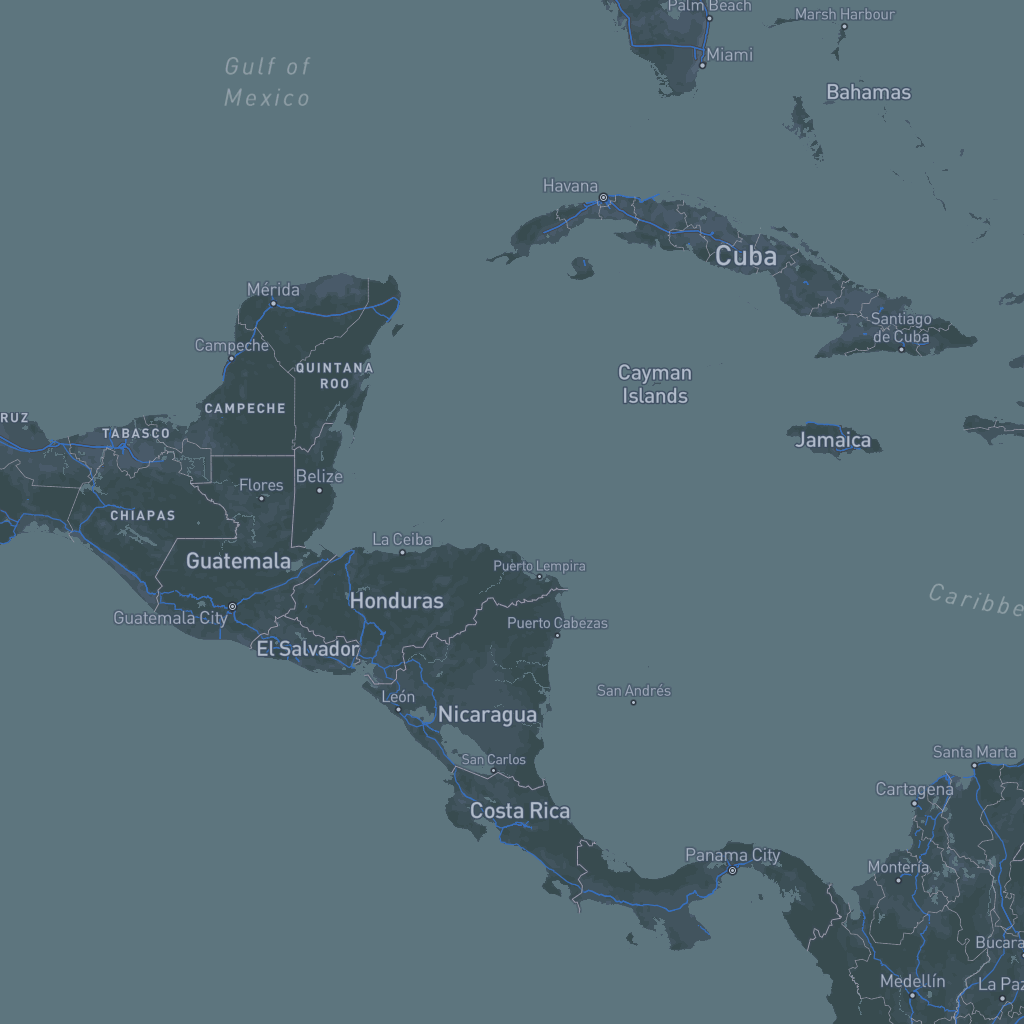 Palm Beach
Marsh Harbour
Miami
Gulf of
Mexico
Bahamas
Havana
Cuba
Mérida
Santiago
de Cuba
Campeche
QUINTANA
ROO
Cayman
Islands
CAMPECHE
RUZ
TABASCO
Jamaica
Flores
Belize
CHIAPAS
La Ceiba
Guatemala
Puerto Lempira
Honduras
Caribbe
Guatemala City
Puerto Cabezas
El Salvador
San Andrés
León
Nicaragua
San Carlos
Santa Marta
Cartagena
Costa Rica
Panama City
Montería
Bucara
Medellín
La Paz